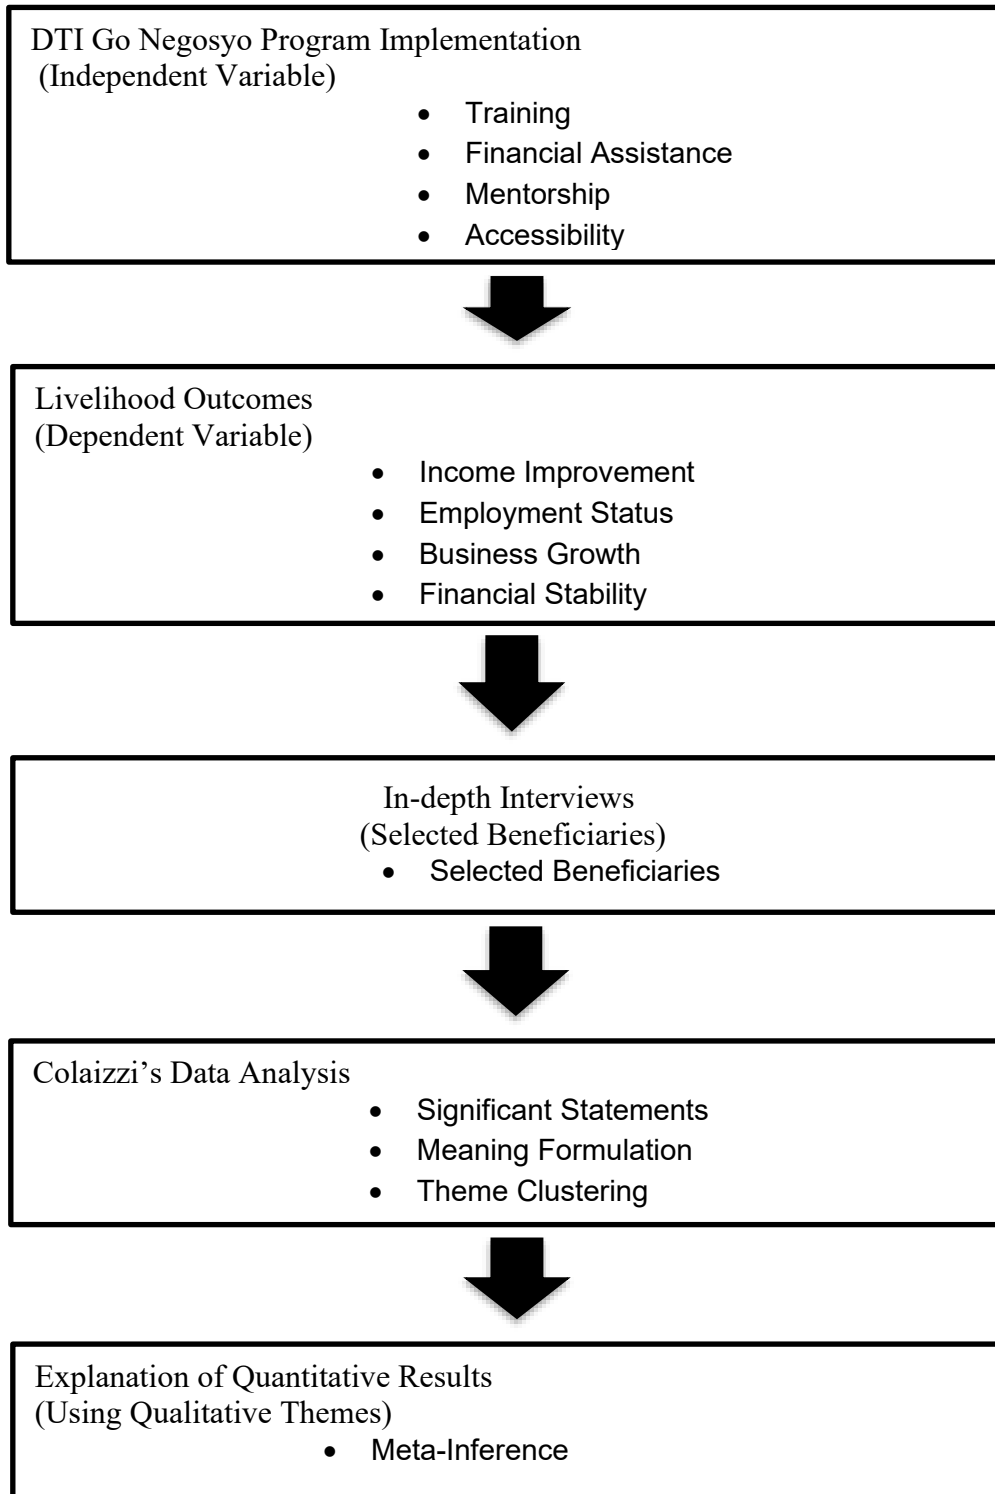 DTI Go Negosyo Program Implementation
(Independent Variable)
• Training
• Financial Assistance
• Mentorship
• Accessibility
Livelihood Outcomes
(Dependent Variable)
• Income Improvement
• Employment Status
• Business Growth
• Financial Stability
In-depth Interviews
(Selected Beneficiaries)
• Selected Beneficiaries
Colaizzi’s Data Analysis
• Significant Statements
• Meaning Formulation
• Theme Clustering
Explanation of Quantitative Results
(Using Qualitative Themes)
• Meta-Inference